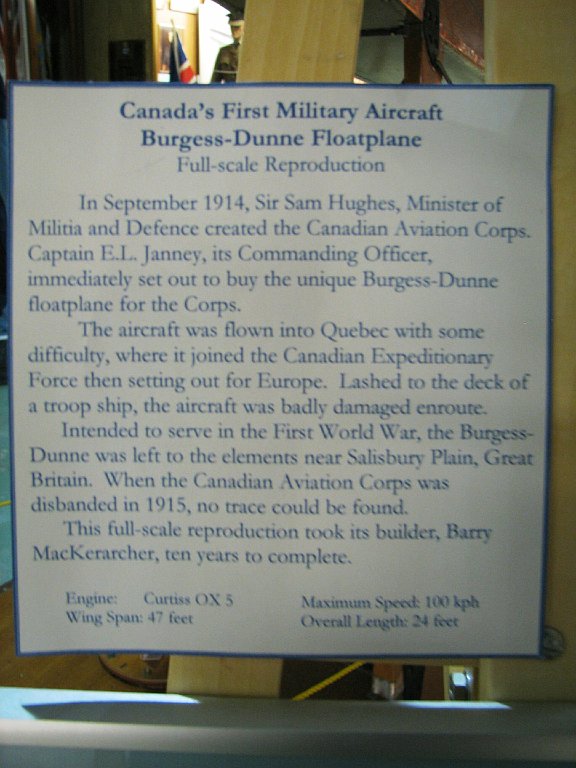 Canada's First Military Aircraft
Burgess-Dunne Floatplane
Full-scale Reproduction
In September 1914, Sir Sam Hughes, Minister of
Militia and Defence created the Canadian Aviation Corps.
Captain E.L. Janney, its Commanding Officer,
immediately set out to buy the unique Burgess-Dunne
floatplane for the Corps.
The aircraft was flown into Quebec with some
difficulty, where it joined the Canadian Expeditionary
Force then setting out for Europe. Lashed to the deck of
a troop ship, the aircraft was badly damaged enroute.
Intended to serve in the First World War, the Burgess-
Dunne was left to the elements near Salisbury Plain, Great
Britain. When the Canadian Aviation Corps was
disbanded in 1915, no trace could be found.
This full-scale reproduction took its builder, Barry
MacKerarcher, ten years to complete.
Engine: Curtiss OX 5 Maximum Speed: 100 kph
Wing Span: 47 feet Overall Length: 24 feet